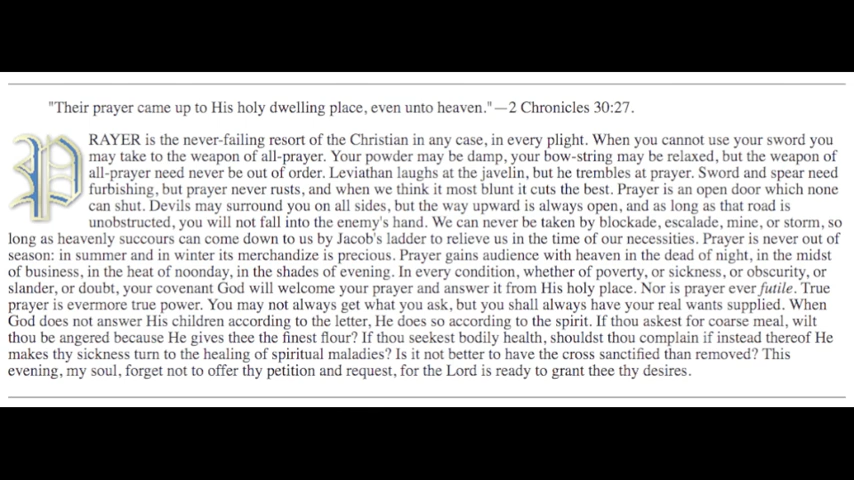 "Their prayer came up to His holy dwelling place, even unto heaven."—2 Chronicles 30:27.
PRAYER is the never-failing resort of the Christian in any case, in every plight. When you cannot use your sword you
may take to the weapon of all-prayer. Your powder may be damp, your bow-string may be relaxed, but the weapon of
all-prayer need never be out of order. Leviathan laughs at the javelin, but he trembles at prayer. Sword and spear need
furbishing, but prayer never rusts, and when we think it most blunt it cuts the best. Prayer is an open door which none
can shut. Devils may surround you on all sides, but the way upward is always open, and as long as that road is
unobstructed, you will not fall into the enemy's hand. We can never be taken by blockade, escalade, mine, or storm, so
long as heavenly succours can come down to us by Jacob's ladder to relieve us in the time of our necessities. Prayer is never out of
season: in summer and in winter its merchandize is precious. Prayer gains audience with heaven in the dead of night, in the midst
of business, in the heat of noonday, in the shades of evening. In every condition, whether of poverty, or sickness, or obscurity, or
slander, or doubt, your covenant God will welcome your prayer and answer it from His holy place. Nor is prayer ever futile. True
prayer is evermore true power. You may not always get what you ask, but you shall always have your real wants supplied. When
God does not answer His children according to the letter, He does so according to the spirit. If thou askest for coarse meal, wilt
thou be angered because He gives thee the finest flour? If thou seekest bodily health, shouldst thou complain if instead thereof He
makes thy sickness turn to the healing of spiritual maladies? Is it not better to have the cross sanctified than removed? This
evening, my soul, forget not to offer thy petition and request, for the Lord is ready to grant thee thy desires.